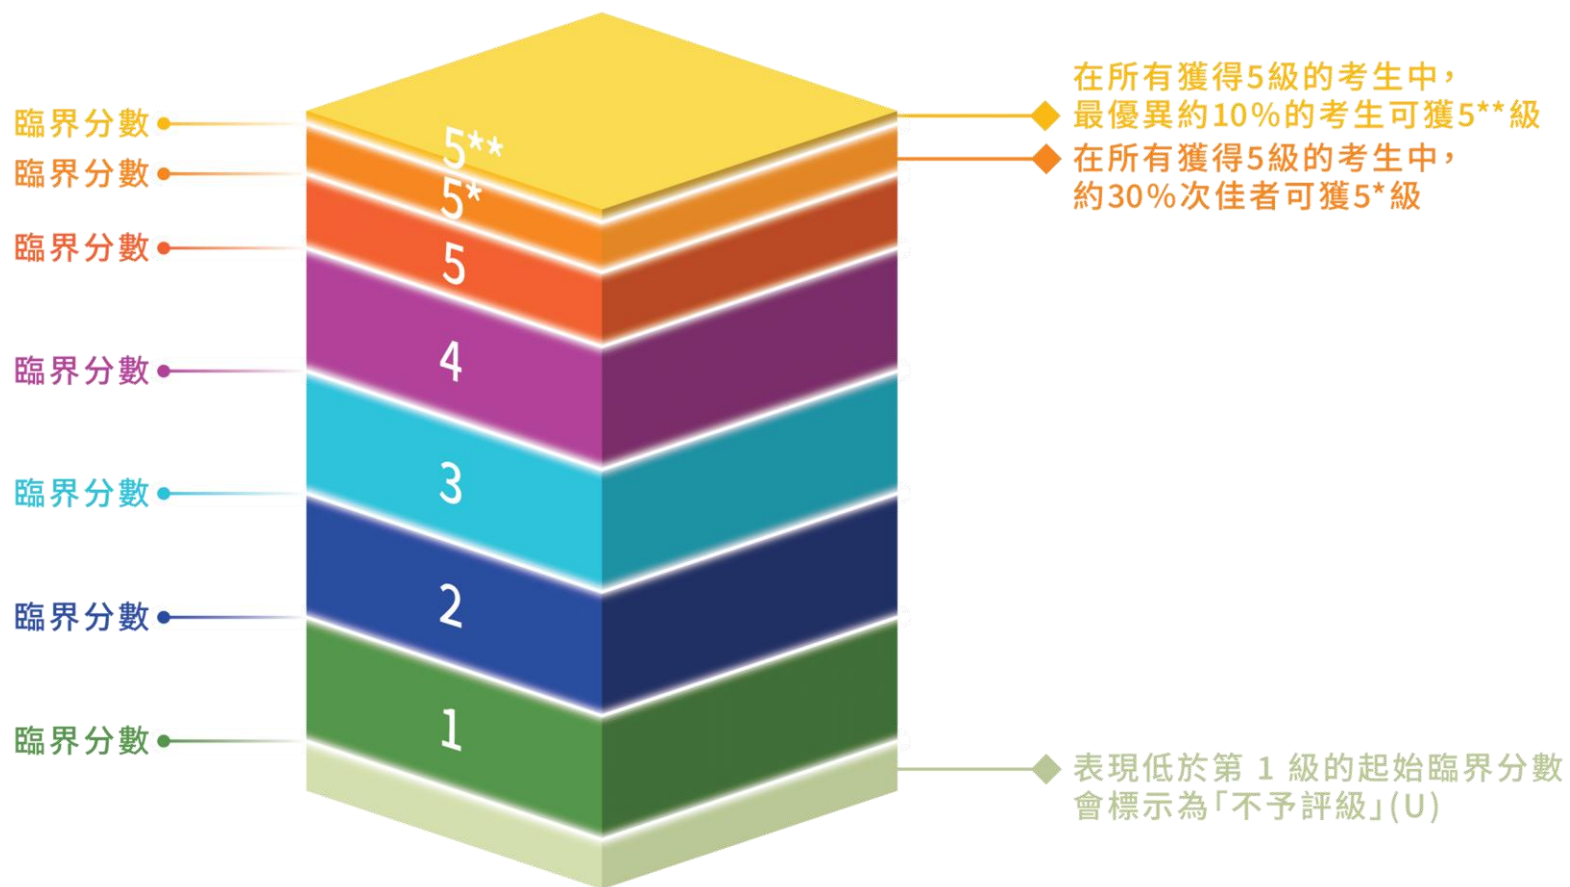 臨界分數
臨界分數
臨界分數
臨界分數
臨界分數
臨界分數
臨界分數
5**
5*
5
4
3
2
1
在所有獲得5級的考生中，
最優異約10%的考生可獲5**級
在所有獲得5級的考生中，
約30%次佳者可獲5*級
表現低於第 1 級的起始臨界分數
會標示為「不予評級」(U)